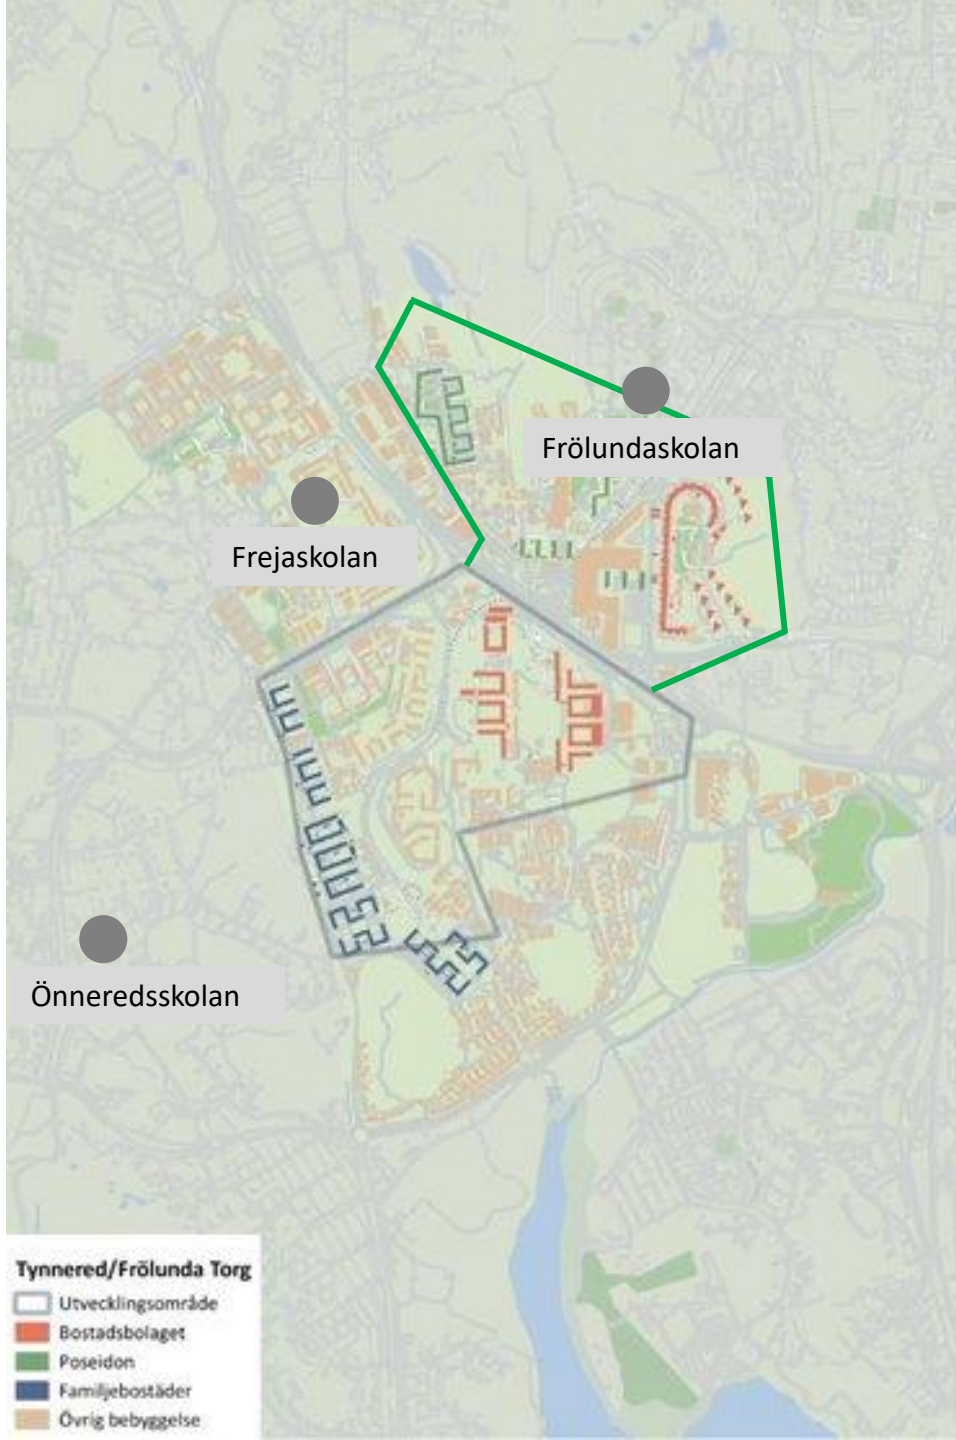 Frölundaskolan
Frejaskolan
Önneredsskolan
Tynnered/Frölunda Torg
Utvecklingsområde
Bostadsbolaget
Poseidon
Familjebostäder
Övrig bebyggelse